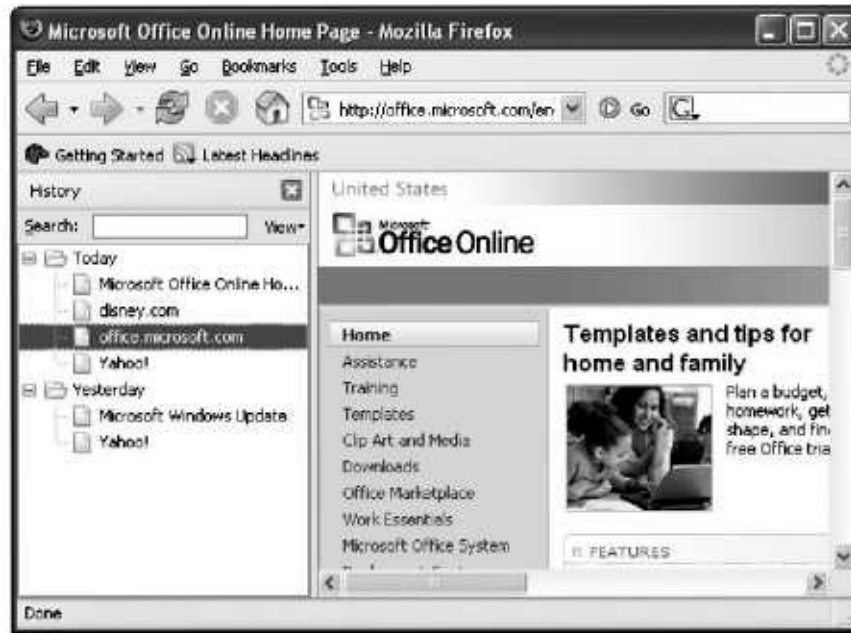 Microsoft Office Online Home Page - Mozilla Firefox
File Edit View Go Bookmarks Tools Help
http://office.microsoft.com/en Go G
Getting Started Latest Headlines
History
Search: View
Today
Microsoft Office Online Ho...
disney.com
office.microsoft.com
Yahoo!
Yesterday
Microsoft Windows Update
Yahoo!
United States
Microsoft
Office Online
Home
Assistance
Training
Templates
Clip Art and Media
Downloads
Office Marketplace
Work Essentials
Microsoft Office System
Templates and tips for
home and family
Plan a budget,
homework, get
shape, and fin
free Office tria
FEATURES
Done